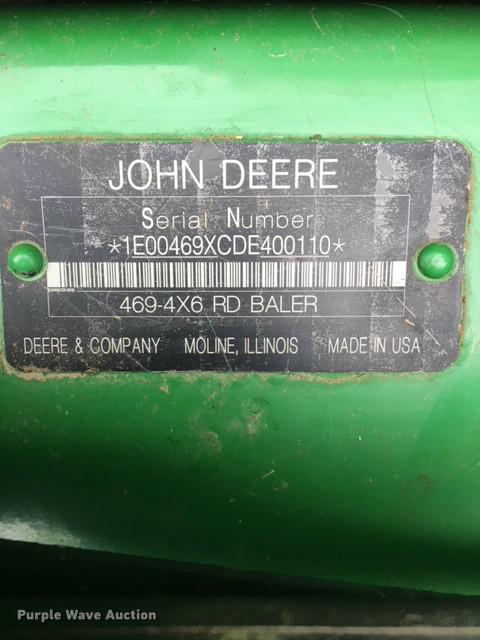 JOHN DEERE
Serial Number
*1E00469XCDE400110*
469-4X6 RD BALER
DEERE & COMPANY MOLINE, ILLINOIS MADE IN USA
Purple Wave Auction